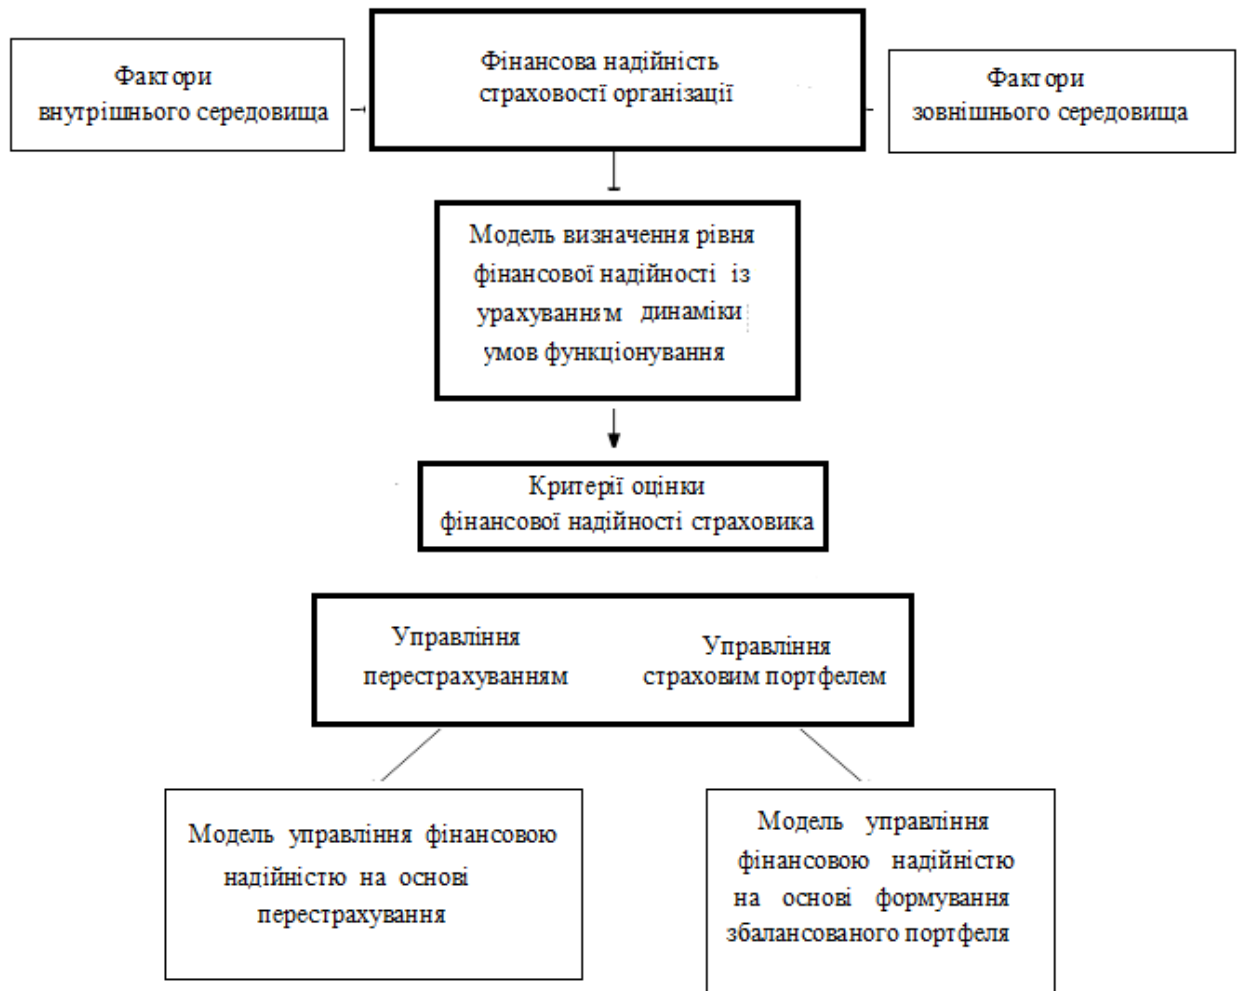 Фактори
внутрішнього середовища
Фінансова надійність
страховостї організації
Фактори
зовнішнього середовища
Модель визначення рівня
фінансової надійності із
урахуванням динаміки
умов функціонування
Критерії оцінки
фінансової надійності страховика
Управління
перестрахуванням
Управління
страховим портфелем
Модель управління фінансовою
надійністю на основі
перестрахування
Модель управління
фінансовою надійністю
на основі формування
збалансованого портфеля